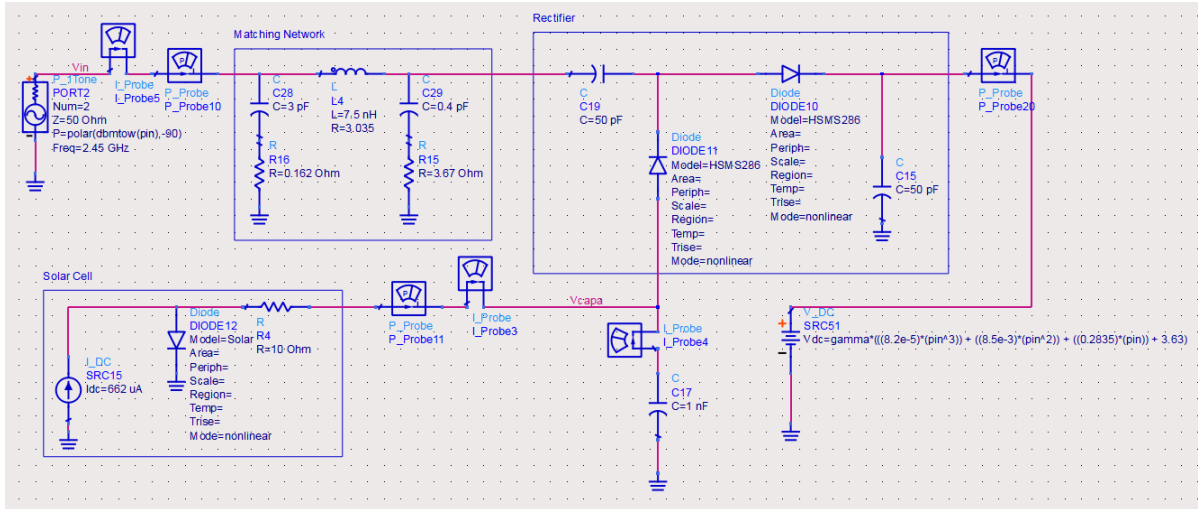 Rectifier
Matching Network
Vin
P_1Tone
PORT2
Num=2
Z=50 Ohm
P=polar(dbmtow(pin),-90)
Freq=2.45 GHz
I_Probe
I_Probe5
P_Probe
P_Probe10
C
C28
C=3 pF
L
L4
L=7.5 nH
R=3.035
C
C29
C=0.4 pF
R
R16
R=0.162 Ohm
R
R15
R=3.67 Ohm
C
C19
C=50 pF
Diode
DIODE10
Model=HSMS286
Area=
Periph=
Scale=
Region=
Temp=
Trise=
Mode=nonlinear
Diode
DIODE11
Model=HSMS286
Area=
Periph=
Scale=
Region=
Temp=
Trise=
Mode=nonlinear
C
C15
C=50 pF
P_Probe
P_Probe20
Solar Cell
I_DC
SRC15
Idc=662 uA
Diode
DIODE12
Model=Solar
Area=
Periph=
Scale=
Region=
Temp=
Trise=
Mode=nonlinear
R
R4
R=10 Ohm
P
P_Probe
P_Probe11
I_Probe
I_Probe3
Vcapa
I_Probe
I_Probe4
C
C17
C=1 nF
V_DC
SRC51
Vdc=gamma*(((8.2e-5)*(pin^3)) + ((8.5e-3)*(pin^2)) + ((0.2835)*(pin)) + 3.63)